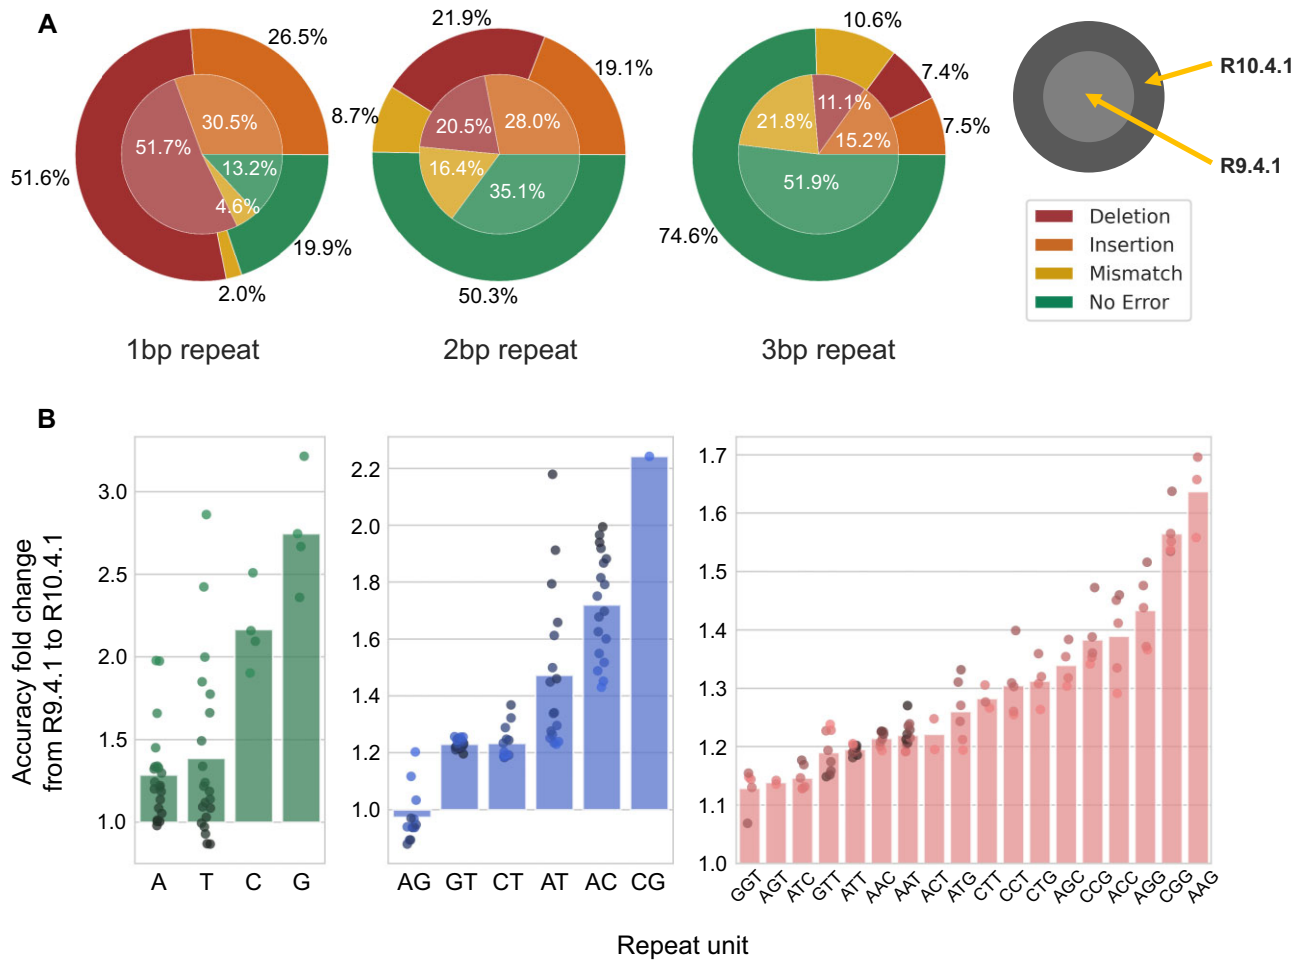 A
26.5%
51.7%
30.5%
13.2%
4.6%
51.6%
19.9%
2.0%
1bp repeat
21.9%
19.1%
8.7%
20.5%
28.0%
16.4%
35.1%
50.3%
2bp repeat
10.6%
7.4%
7.5%
11.1%
21.8%
15.2%
51.9%
74.6%
3bp repeat
R10.4.1
R9.4.1
Deletion
Insertion
Mismatch
No Error
B
Accuracy fold change
from R9.4.1 to R10.4.1
3.0
2.5
2.0
1.5
1.0
A T C G
2.2
2.0
1.8
1.6
1.4
1.2
1.0
AG GT CT AT AC CG
1.7
1.6
1.5
1.4
1.3
1.2
1.1
1.0
GGT AGT ATC GTT ATT AAC AAT ACT ATG CTT CCT CTG AGC CCG ACC AGG CGG AAG
Repeat unit